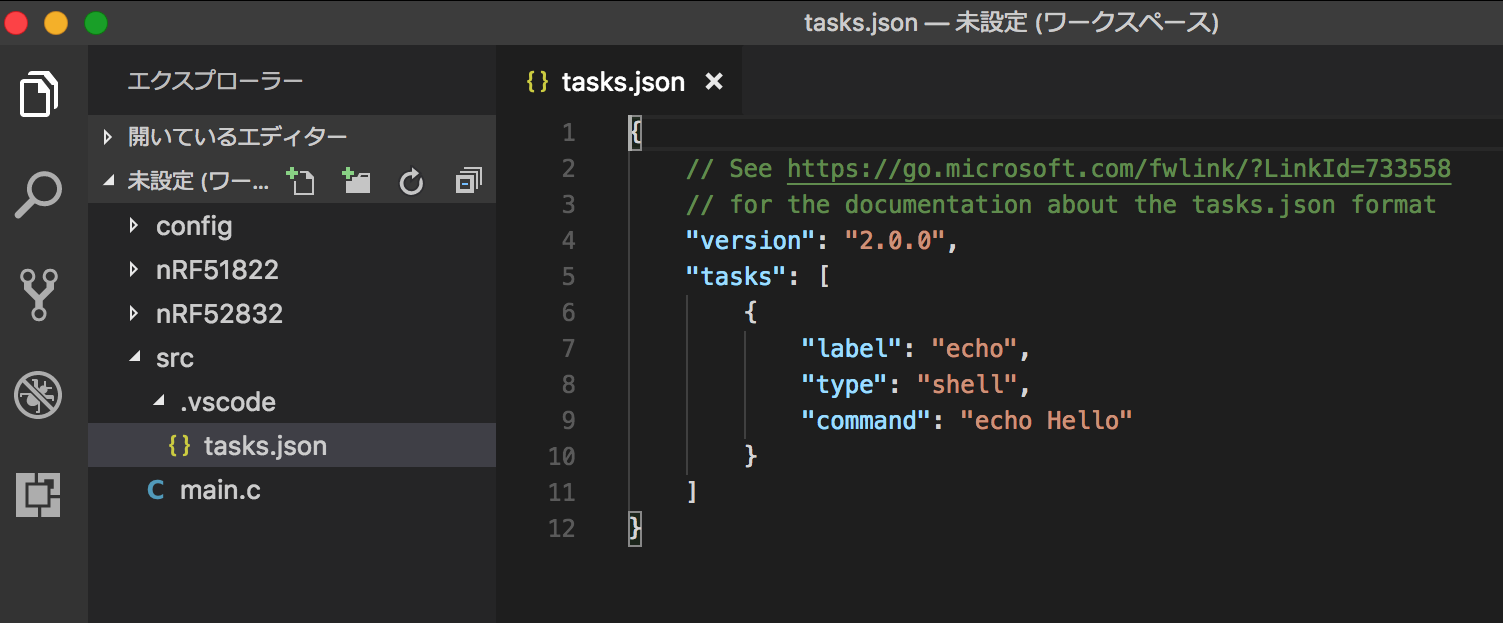 tasks.json — 未設定 (ワークスペース)
エクスプローラー
開いているエディター
未設定 (ワー...
config
nRF51822
nRF52832
src
.vscode
{} tasks.json
C main.c
{} tasks.json ×
1 {
2 // See https://go.microsoft.com/fwlink/?LinkId=733558
3 // for the documentation about the tasks.json format
4 "version": "2.0.0",
5 "tasks": [
6 {
7 "label": "echo",
8 "type": "shell",
9 "command": "echo Hello"
10 }
11 ]
12 }